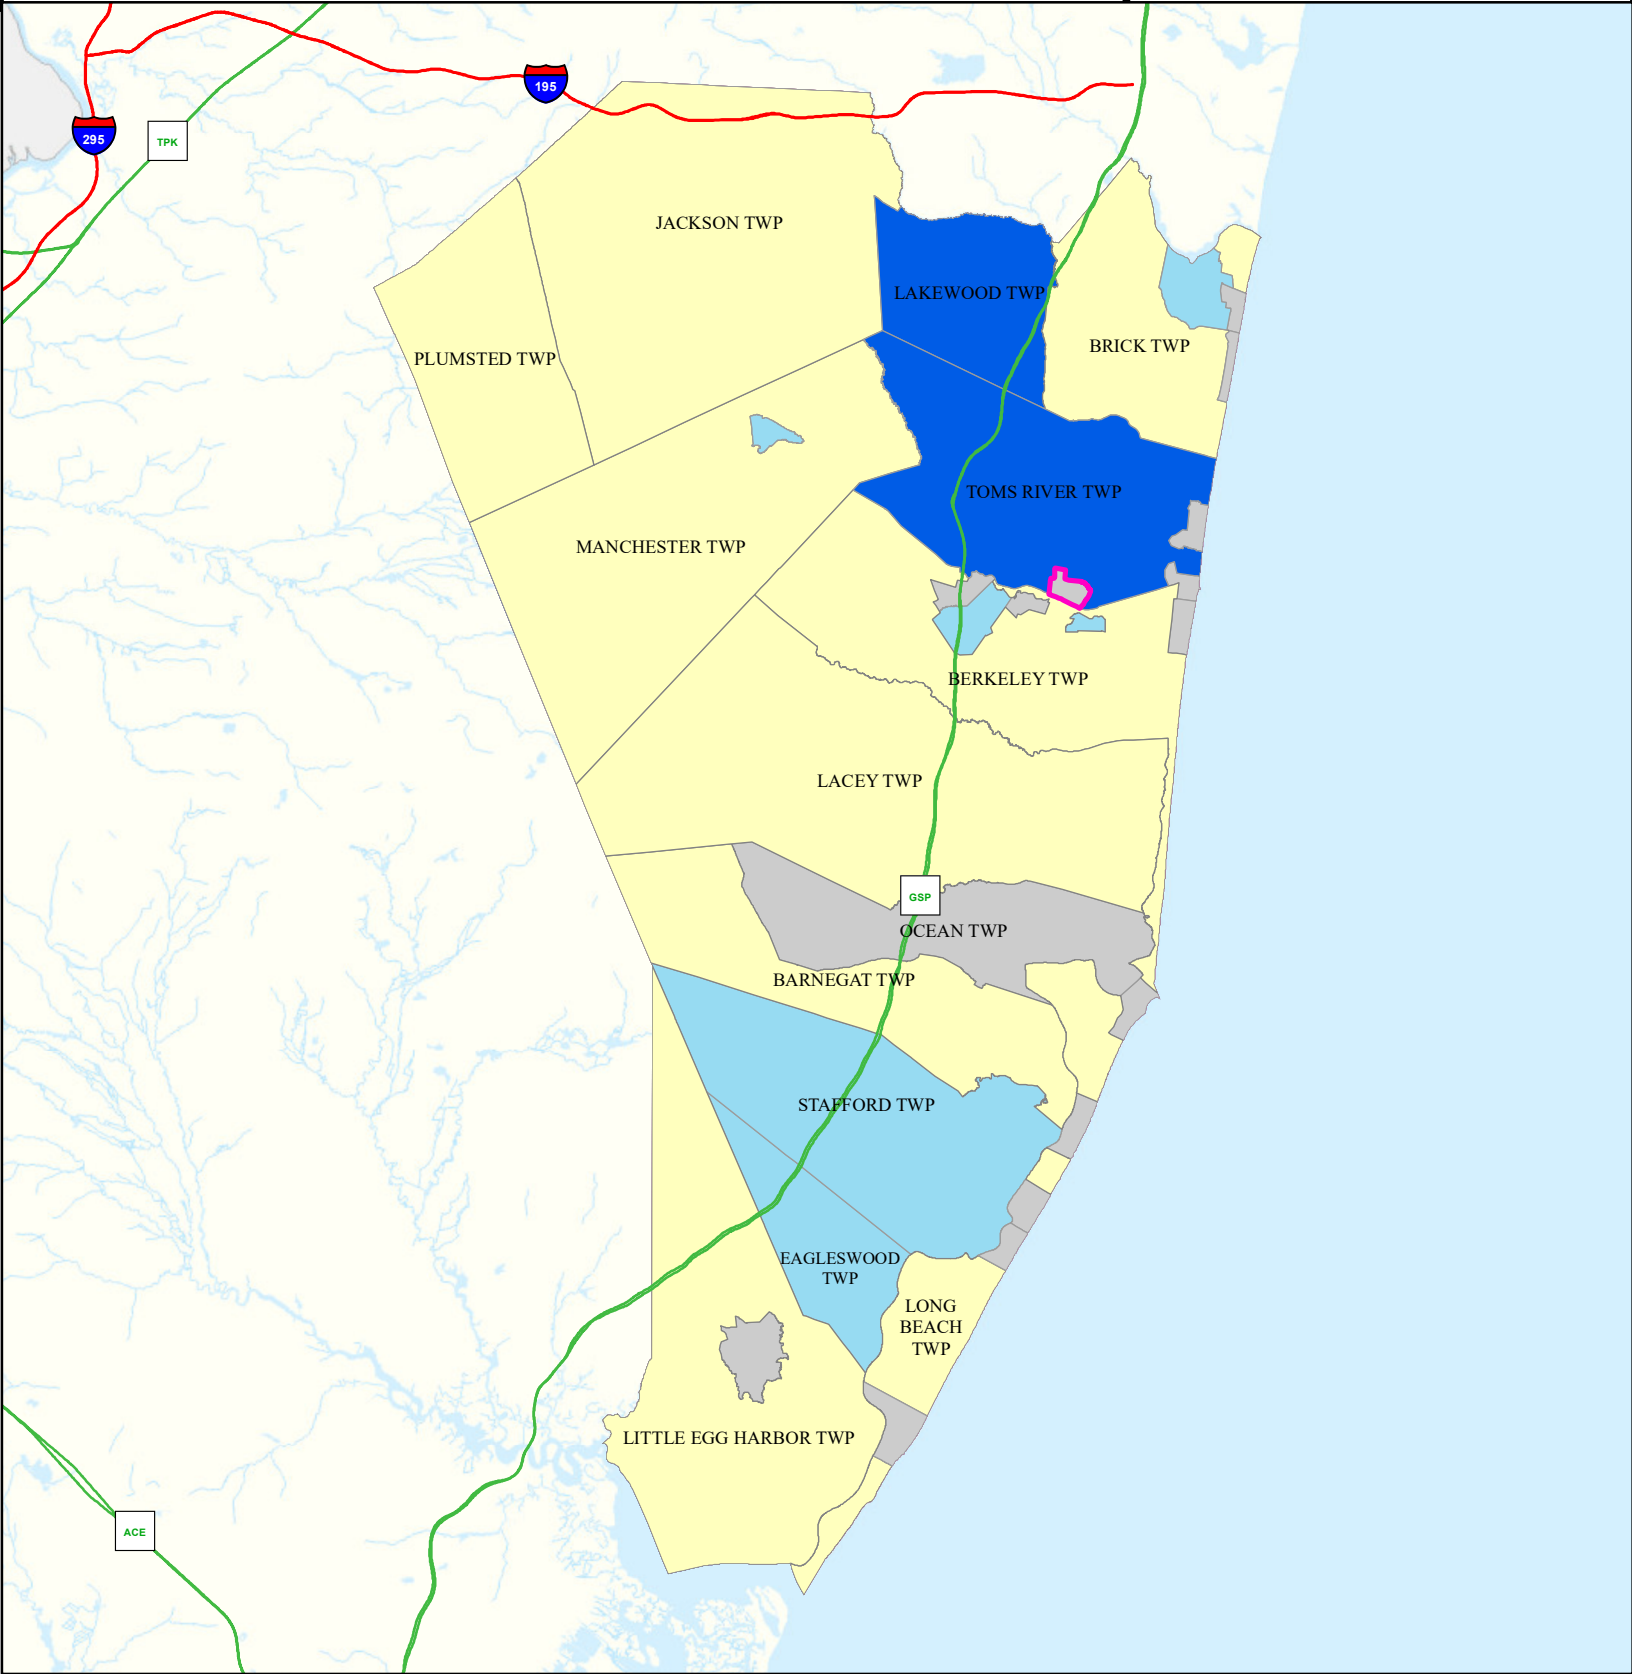 195
295
TPK
JACKSON TWP
LAKEWOOD TWP
BRICK TWP
PLUMSTED TWP
TOMS RIVER TWP
MANCHESTER TWP
BERKELEY TWP
LACEY TWP
GSP
OCEAN TWP
BARNEGAT TWP
STAFFORD TWP
EAGLESWOOD
TWP
LONG
BEACH
TWP
LITTLE EGG HARBOR TWP
ACE